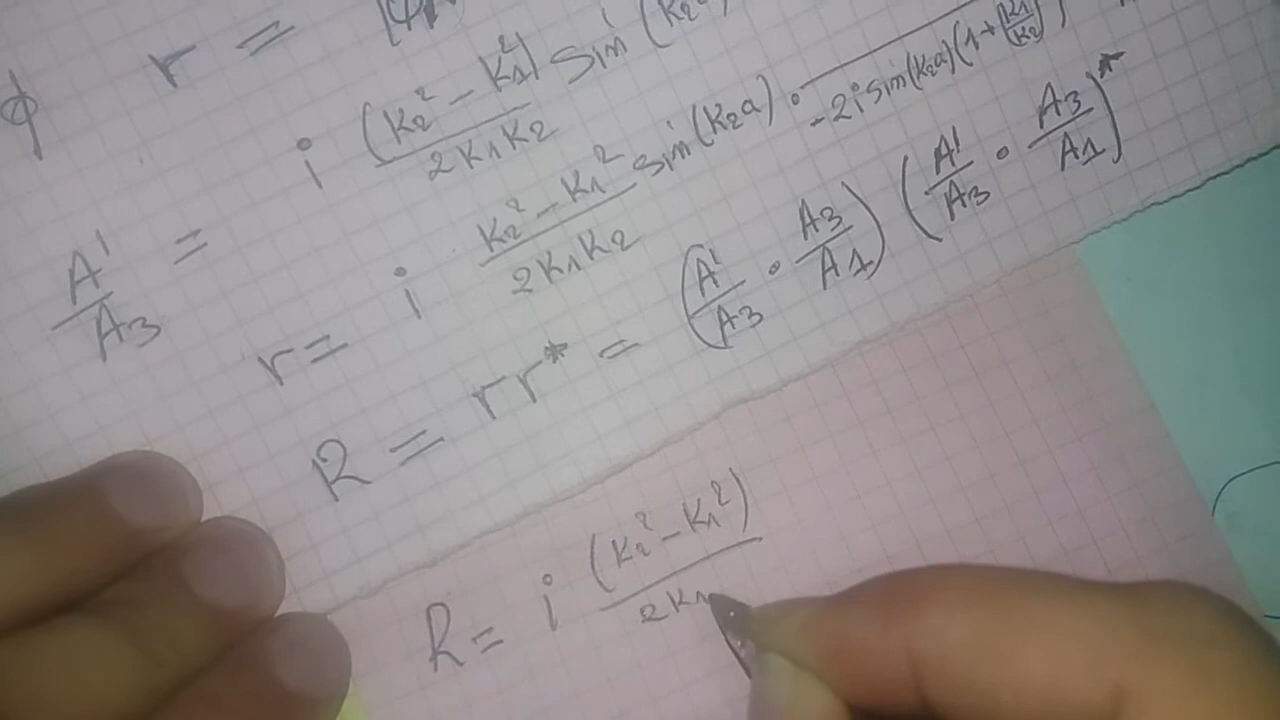 ϕ r =
A'/A3 = i (K2² - K1²)/2K1K2 sin(K2a
r = i K2² - K1²/2K1K2 sin(K2a) · /-2i sin(K2a)(1+[K1/K2]
R = rr* = (A'/A3 · A3/A1) (A'/A3 · A3/A1)*
R = i (K2² - K1²)/2K1